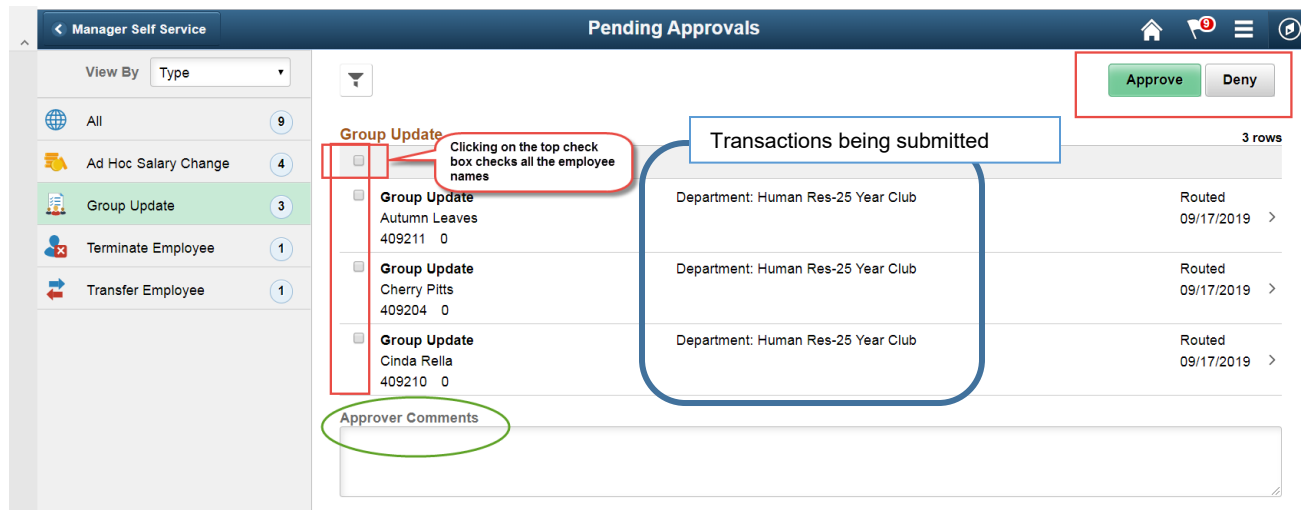 Manager Self Service
Pending Approvals
9
View By
Type
Approve
Deny
All
9
Ad Hoc Salary Change
4
Group Update
3
Terminate Employee
1
Transfer Employee
1
Group Update
Clicking on the top check
box checks all the employee
names
Transactions being submitted
3 rows
Group Update
Department: Human Res-25 Year Club
Routed
Autumn Leaves
09/17/2019
409211 0
Group Update
Department: Human Res-25 Year Club
Routed
Cherry Pitts
09/17/2019
409204 0
Group Update
Department: Human Res-25 Year Club
Routed
Cinda Rella
09/17/2019
409210 0
Approver Comments